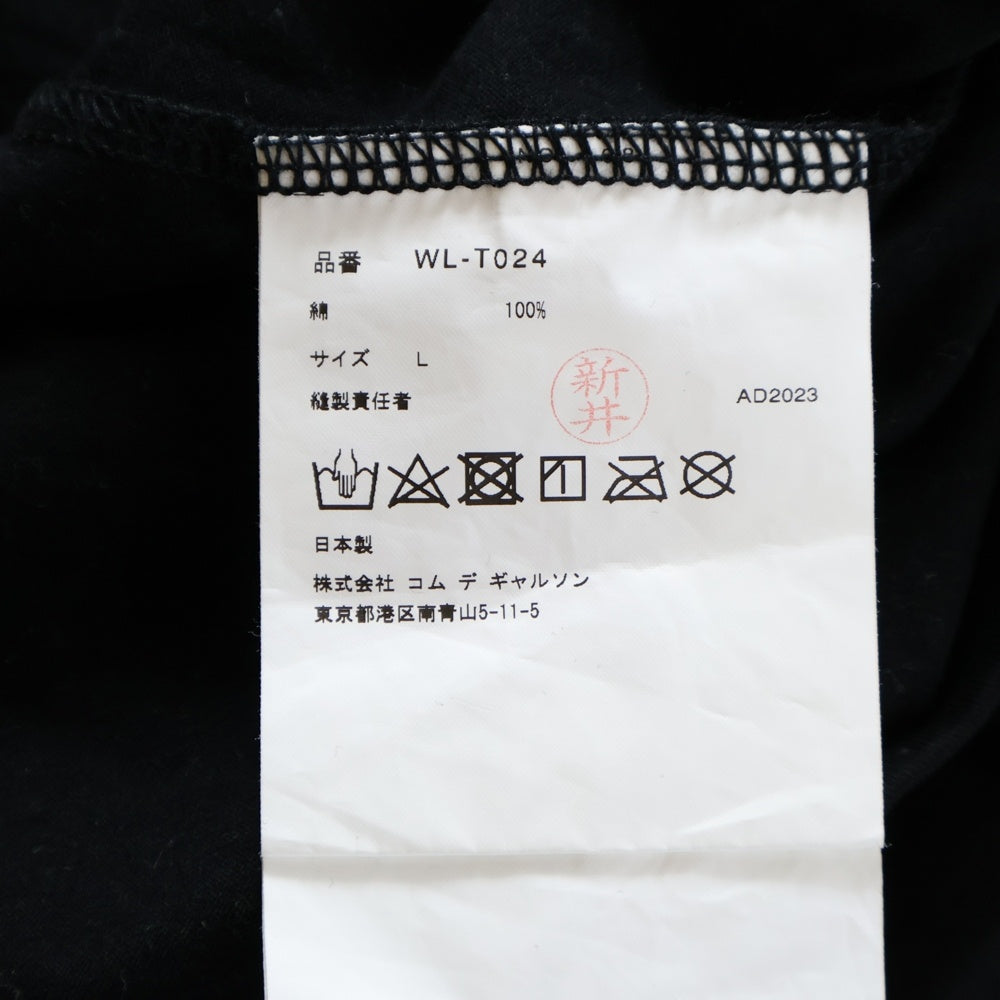 品番 WL-T024
綿 100%
サイズ L
縫製責任者 新井 AD2023
日本製
株式会社 コム デ ギャルソン
東京都港区南青山5-11-5